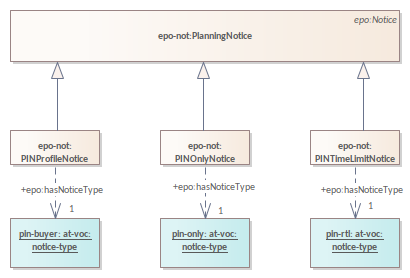 epo:Notice
epo-not:PlanningNotice
epo-not:
PINProfileNotice
epo-not:
PINOnlyNotice
epo-not:
PINTimeLimitNotice
+epo:hasNoticeType
+epo:hasNoticeType
+epo:hasNoticeType
1
1
1
pin-buyer: at-voc:
notice-type
pin-only: at-voc:
notice-type
pin-rtl: at-voc:
notice-type